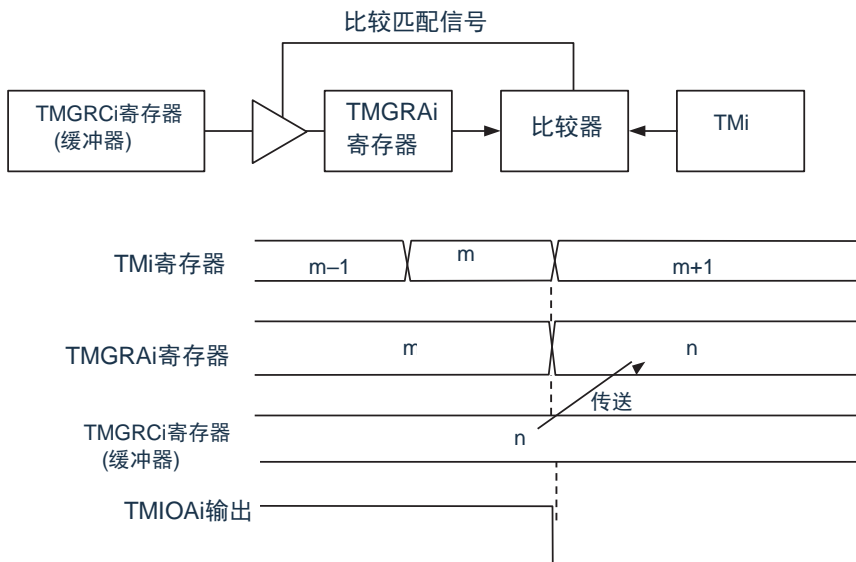 比较匹配信号
TMGRCi寄存器
(缓冲器)
TMGRAi
寄存器
比较器
TMi
TMi寄存器
m–1
m
m+1
TMGRAi寄存器
n
TMGRCi寄存器
(缓冲器)
n
传送
TMIOAi输出